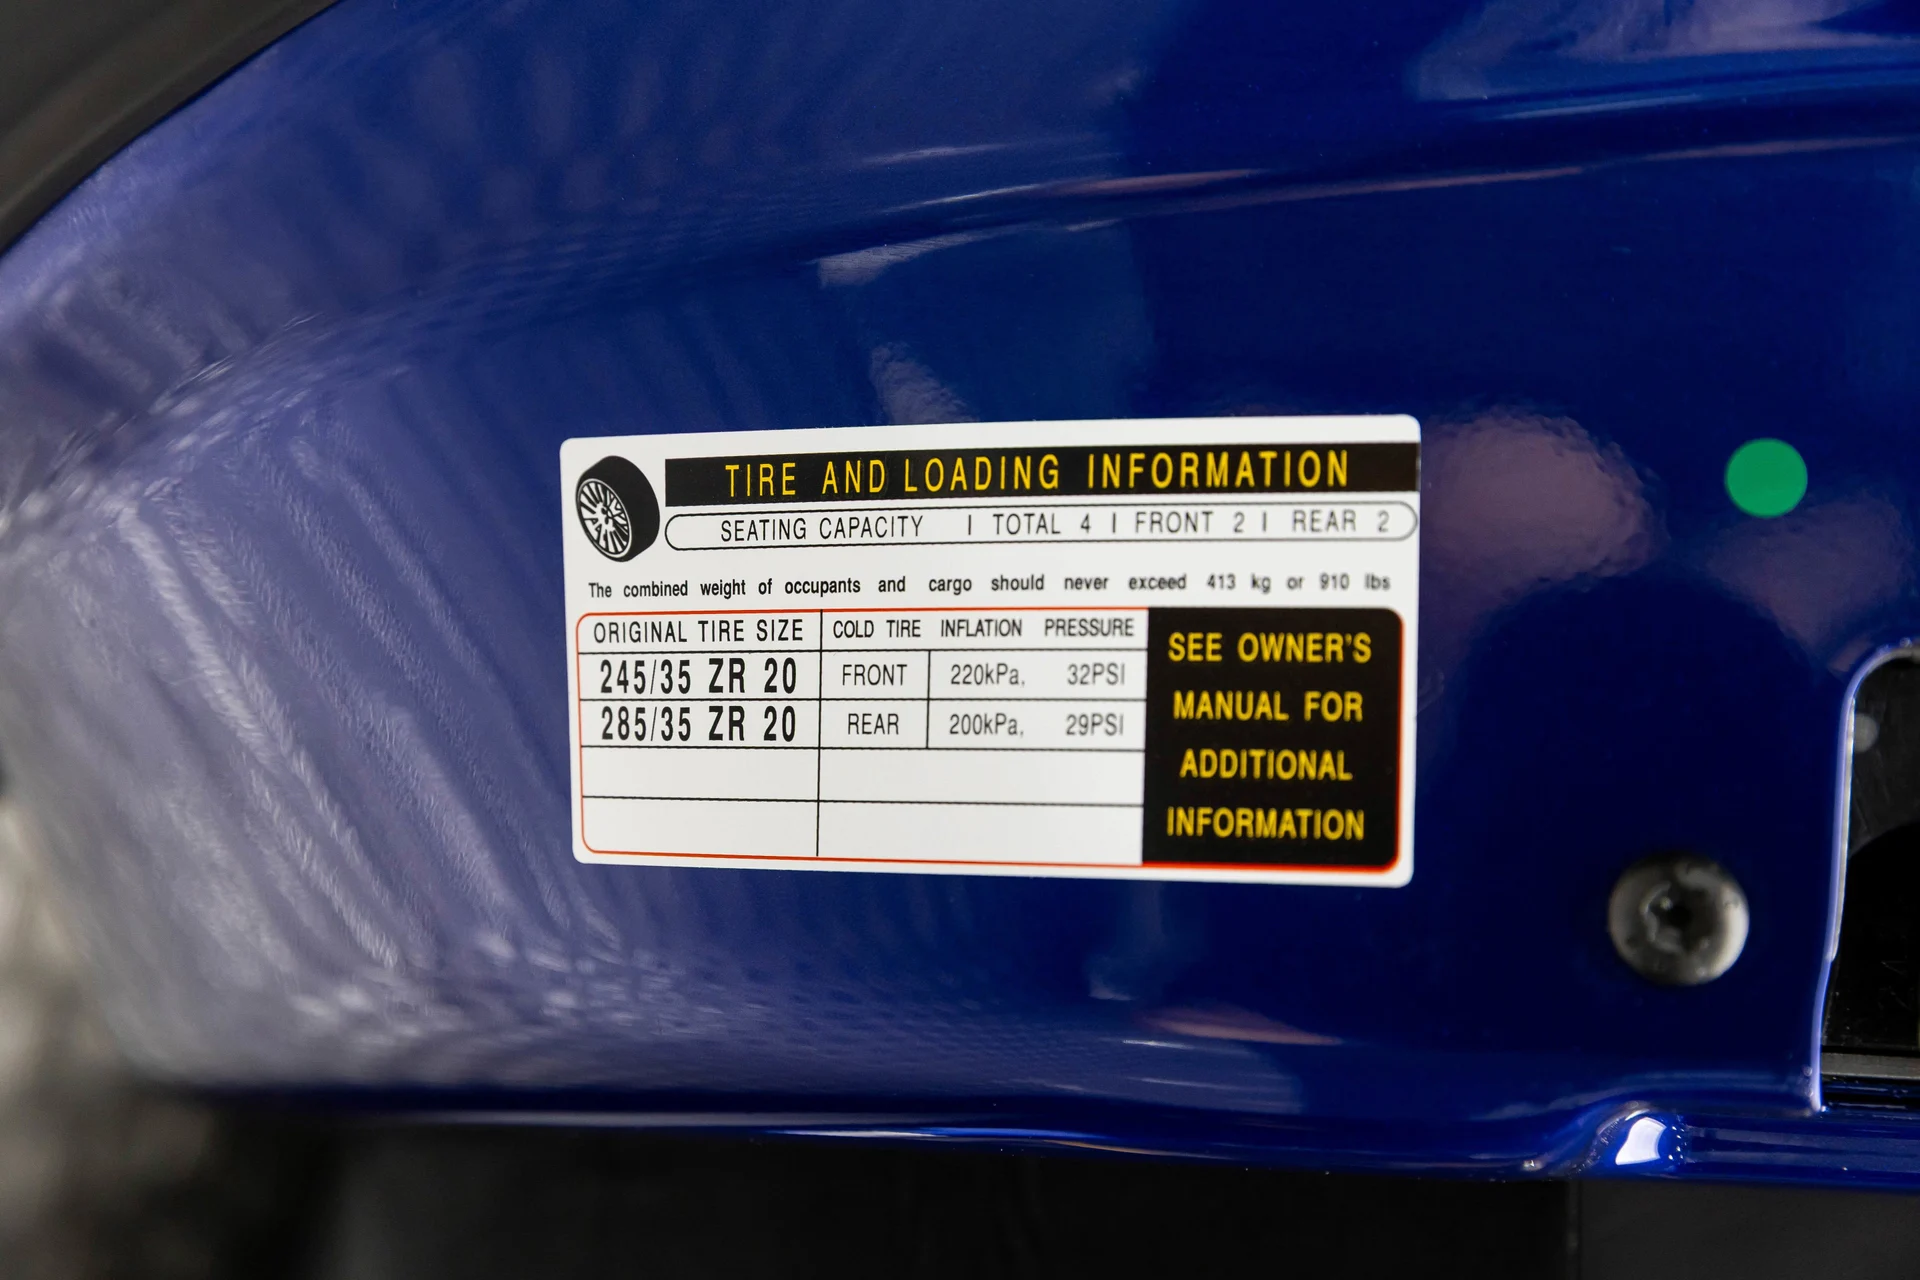 TIRE AND LOADING INFORMATION
SEATING CAPACITY | TOTAL 4 | FRONT 2 | REAR 2
The combined weight of occupants and cargo should never exceed 413 kg or 910 lbs
ORIGINAL TIRE SIZE COLD TIRE INFLATION PRESSURE
245/35 ZR 20 FRONT 220kPa, 32PSI
285/35 ZR 20 REAR 200kPa, 29PSI
SEE OWNER'S
MANUAL FOR
ADDITIONAL
INFORMATION